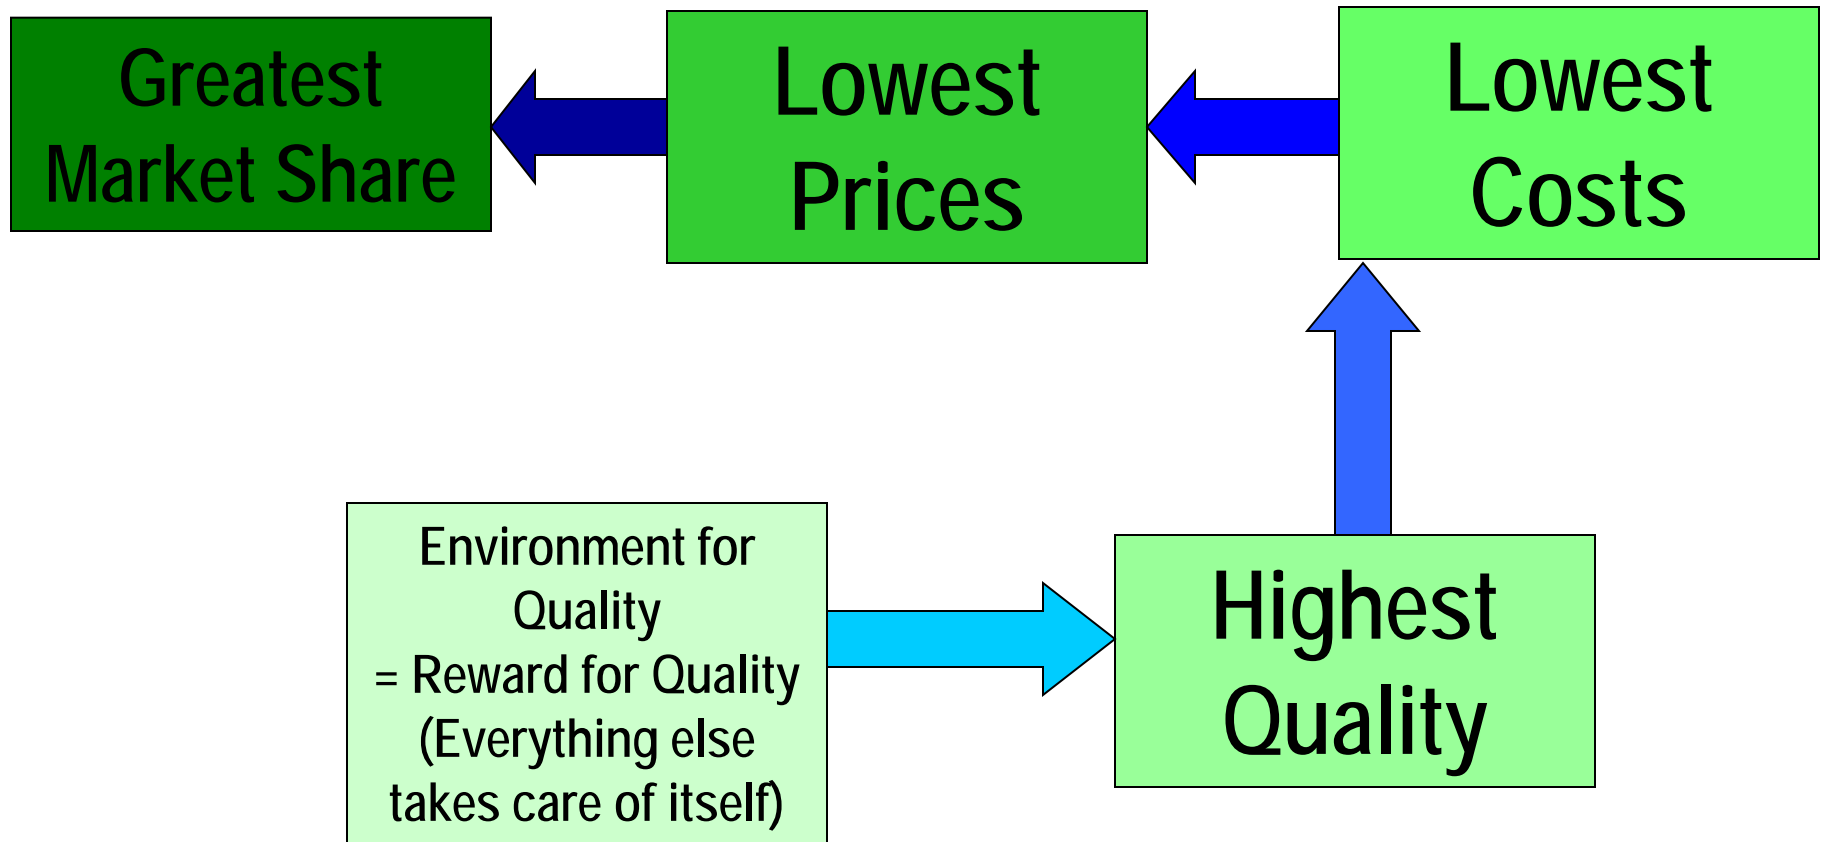 Greatest
Market Share
Lowest
Prices
Lowest
Costs
Environment for
Quality
= Reward for Quality
(Everything else
takes care of itself)
Highest
Quality